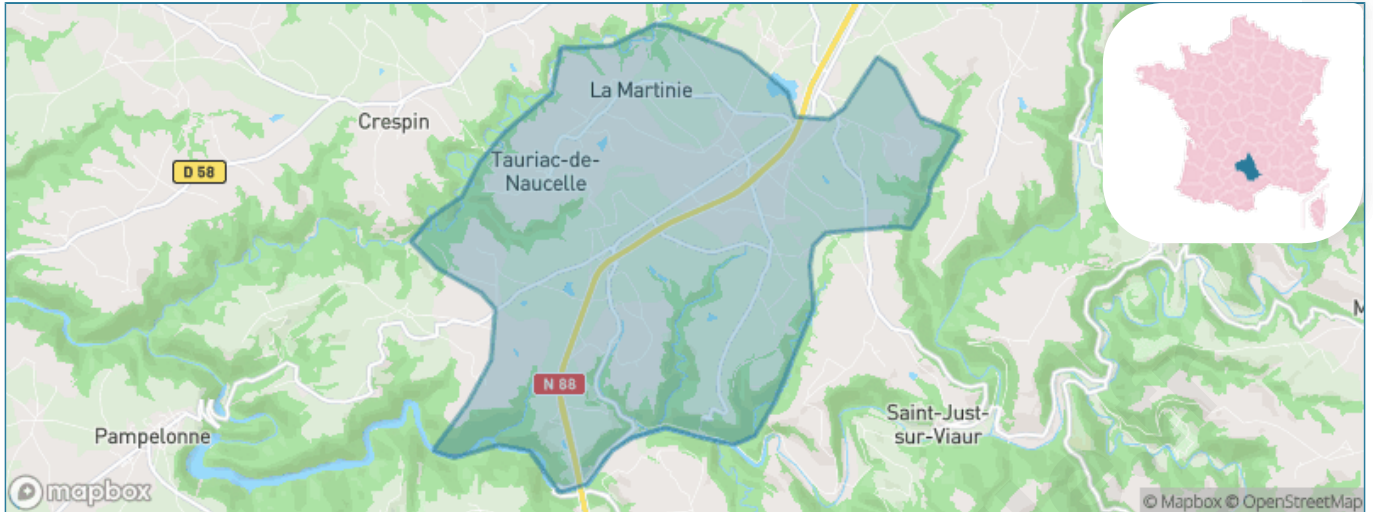 La Martinie
Crespin
Tauriac-de-
Naucelle
D 58
N 88
Saint-Just-
sur-Viaur
Pampelonne
M
mapbox
© Mapbox © OpenStreetMap